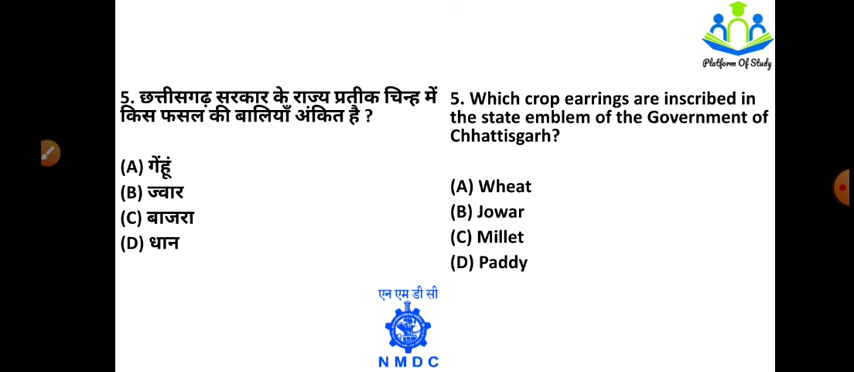 Platform Of Study
5. छत्तीसगढ़ सरकार के राज्य प्रतीक चिन्ह में
किस फसल की बालियाँ अंकित है ?
(A) गेंहूं
(B) ज्वार
(C) बाजरा
(D) धान
5. Which crop earrings are inscribed in
the state emblem of the Government of
Chhattisgarh?
(A) Wheat
(B) Jowar
(C) Millet
(D) Paddy
एन एम डी सी
NMDC